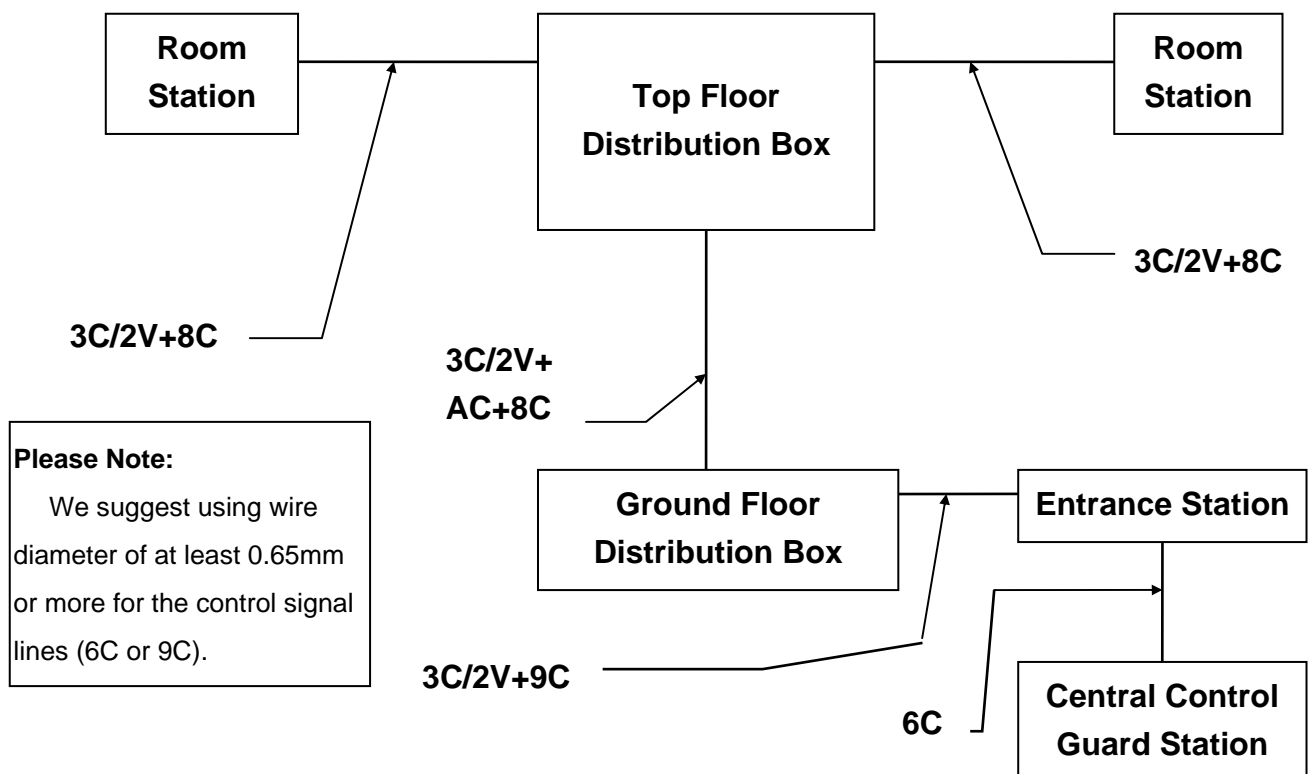 Room
Station
Top Floor
Distribution Box
Room
Station
3C/2V+8C
3C/2V+8C
3C/2V+
AC+8C
Please Note:
We suggest using wire
diameter of at least 0.65mm
or more for the control signal
lines (6C or 9C).
Ground Floor
Distribution Box
Entrance Station
3C/2V+9C
6C
Central Control
Guard Station